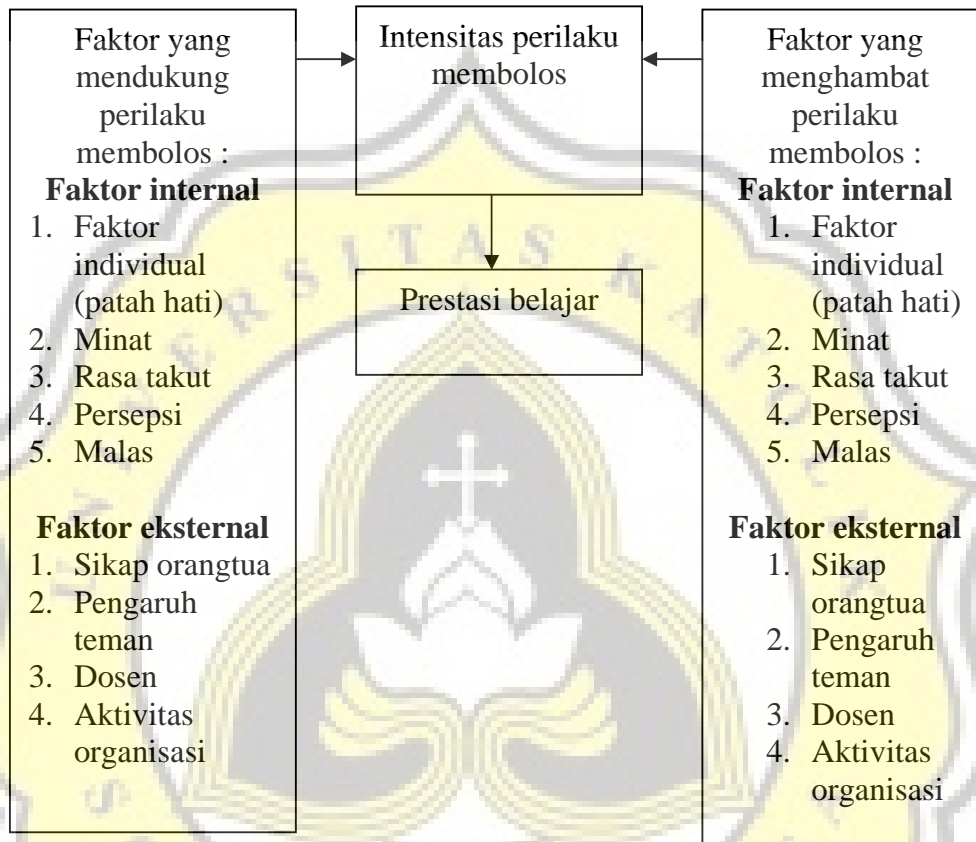 Faktor yang
mendukung
perilaku
membolos :
Faktor internal
1. Faktor
individual
(patah hati)
2. Minat
3. Rasa takut
4. Persepsi
5. Malas
Faktor eksternal
1. Sikap orangtua
2. Pengaruh
teman
3. Dosen
4. Aktivitas
organisasi
Intensitas perilaku
membolos
Prestasi belajar
Faktor yang
menghambat
perilaku
membolos :
Faktor internal
1. Faktor
individual
(patah hati)
2. Minat
3. Rasa takut
4. Persepsi
5. Malas
Faktor eksternal
1. Sikap
orangtua
2. Pengaruh
teman
3. Dosen
4. Aktivitas
organisasi